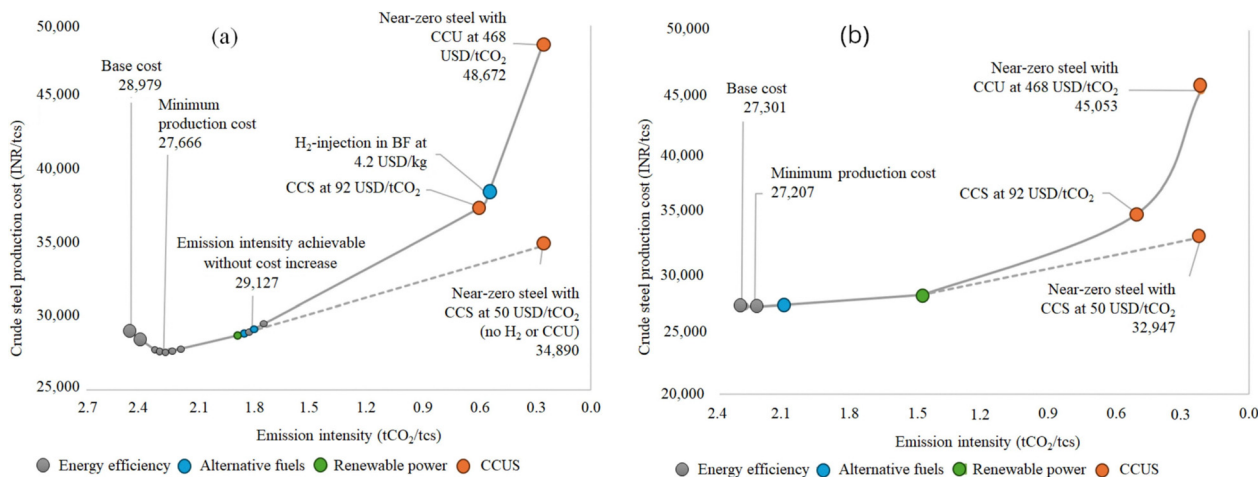 (a)
Crude steel production cost (INR/tcs)
50,000
45,000
40,000
35,000
30,000
25,000
Base cost
28,979
Minimum
production cost
27,666
Near-zero steel with
CCU at 468
USD/tCO2
48,672
H2-injection in BF at
4.2 USD/kg
CCS at 92 USD/tCO2
Emission intensity achievable
without cost increase
29,127
Near-zero steel with
CCS at 50 USD/tCO2
(no H2 or CCU)
34,890
2.7 2.4 2.1 1.8 1.5 1.2 0.9 0.6 0.3 0.0
Emission intensity (tCO2/tcs)
Energy efficiency Alternative fuels Renewable power CCUS
(b)
Crude steel production cost (INR/tcs)
50,000
45,000
40,000
35,000
30,000
25,000
20,000
Base cost
27,301
Minimum production cost
27,207
Near-zero steel with
CCU at 468 USD/tCO2
45,053
CCS at 92 USD/tCO2
Near-zero steel with
CCS at 50 USD/tCO2
32,947
2.4 2.1 1.8 1.5 1.2 0.9 0.6 0.3 0.0
Emission intensity (tCO2/tcs)
Energy efficiency Alternative fuels Renewable power CCUS